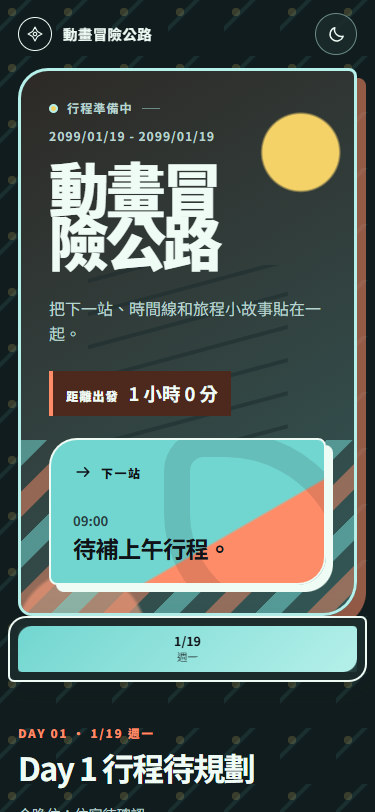 動畫冒險公路
行程準備中
2099/01/19 - 2099/01/19
動畫冒
險公路
把下一站、時間線和旅程小故事貼在一
起。
距離出發 1 小時 0 分
下一站
09:00
待補上午行程。
1/19
週一
DAY 01 · 1/19 週一
Day 1 行程待規劃